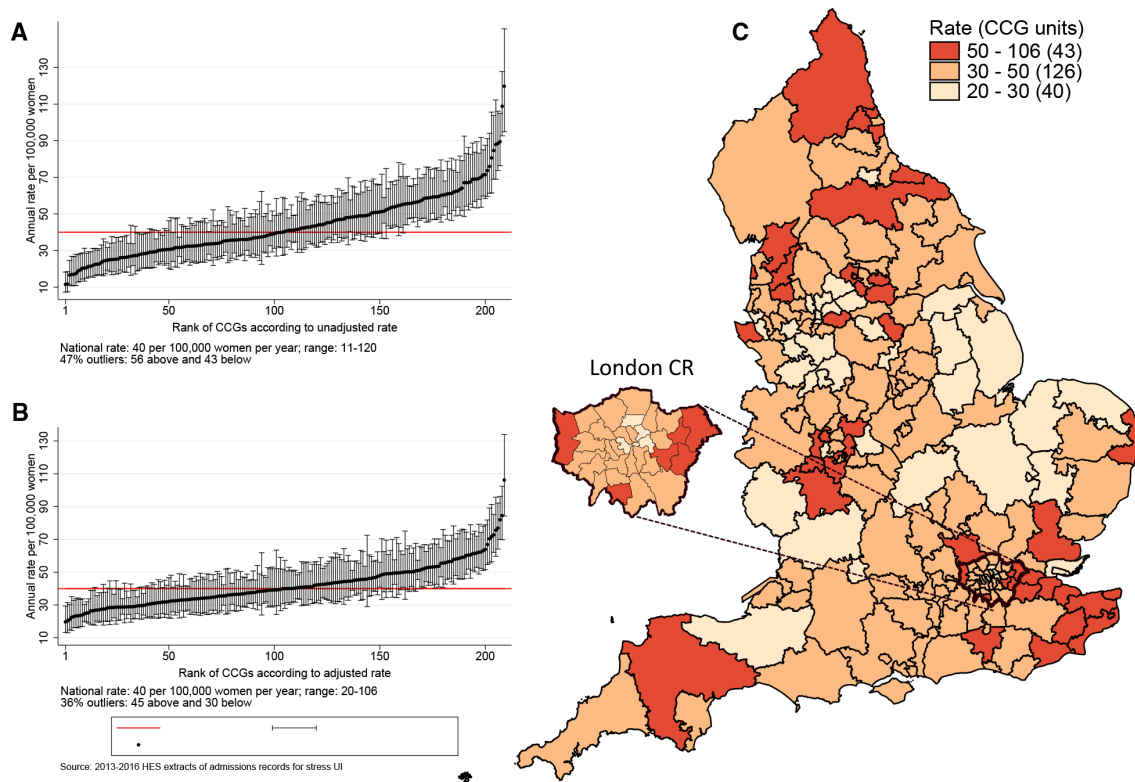 A
Annual rate per 100,000 women
130
110
90
70
50
30
10
1
50
100
150
200
Rank of CCGs according to unadjusted rate
National rate: 40 per 100,000 women per year; range: 11-120
47% outliers: 56 above and 43 below
B
Annual rate per 100,000 women
130
110
90
70
50
300
10
1
50
100
150
200
Rank of CCGs according to adjusted rate
National rate: 40 per 100,000 women per year; range: 20-106
36% outliers: 45 above and 30 below
Source: 2013-2016 HES extracts of admissions records for stress UI
C
Rate (CCG units)
50 - 106 (43)
30 - 50 (126)
20 - 30 (40)
London CR